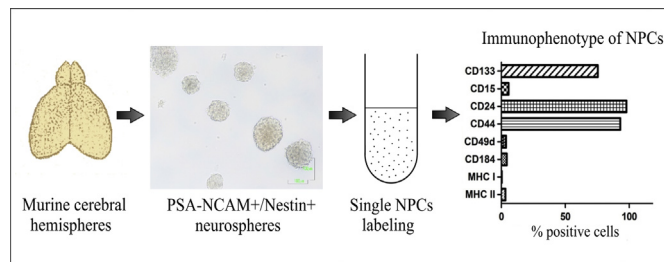 Immunophenotype of NPCs
CD133
CD15
CD24
CD44
CD49d
CD184
MHC I
MHC II
0
50
100
% positive cells
Murine cerebral
hemispheres
PSA-NCAM+/Nestin+
neurospheres
Single NPCs
labeling